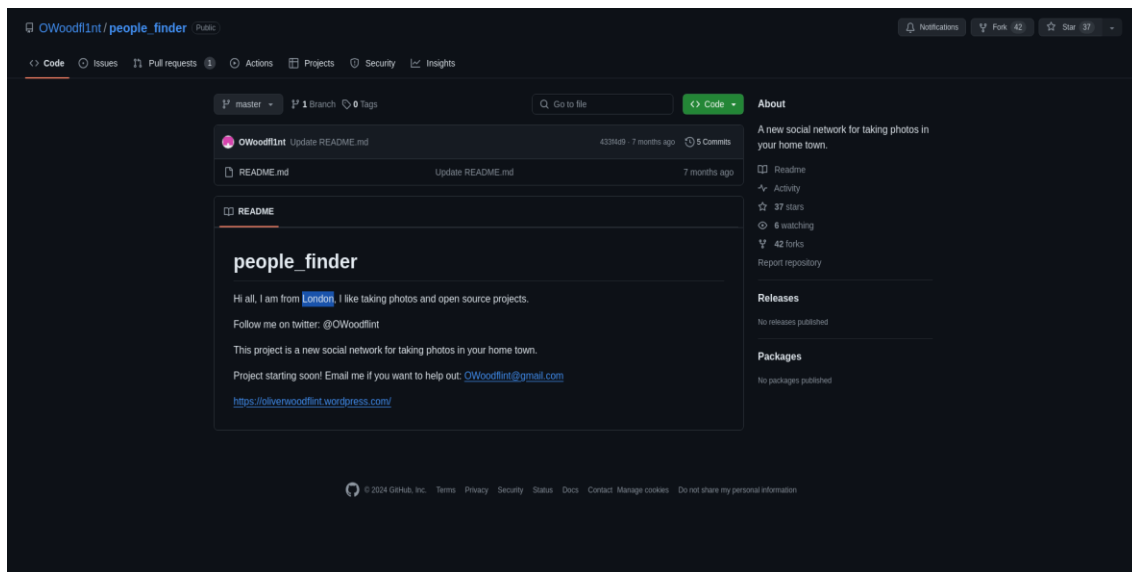 OWoodfl1nt / people_finder Public
Notifications Fork 42 Star 37
Code Issues Pull requests 1 Actions Projects Security Insights
master 1 Branch 0 Tags Go to file Code
OWoodfl1nt Update README.md 433f4d9 · 7 months ago 5 Commits
README.md Update README.md 7 months ago
README
people_finder
Hi all, I am from London, I like taking photos and open source projects.
Follow me on twitter: @OWoodflint
This project is a new social network for taking photos in your home town.
Project starting soon! Email me if you want to help out: OWoodflint@gmail.com
https://oliverwoodflint.wordpress.com/
About
A new social network for taking photos in
your home town.
Readme
Activity
37 stars
6 watching
42 forks
Report repository
Releases
No releases published
Packages
No packages published
© 2024 GitHub, Inc. Terms Privacy Security Status Docs Contact Manage cookies Do not share my personal information